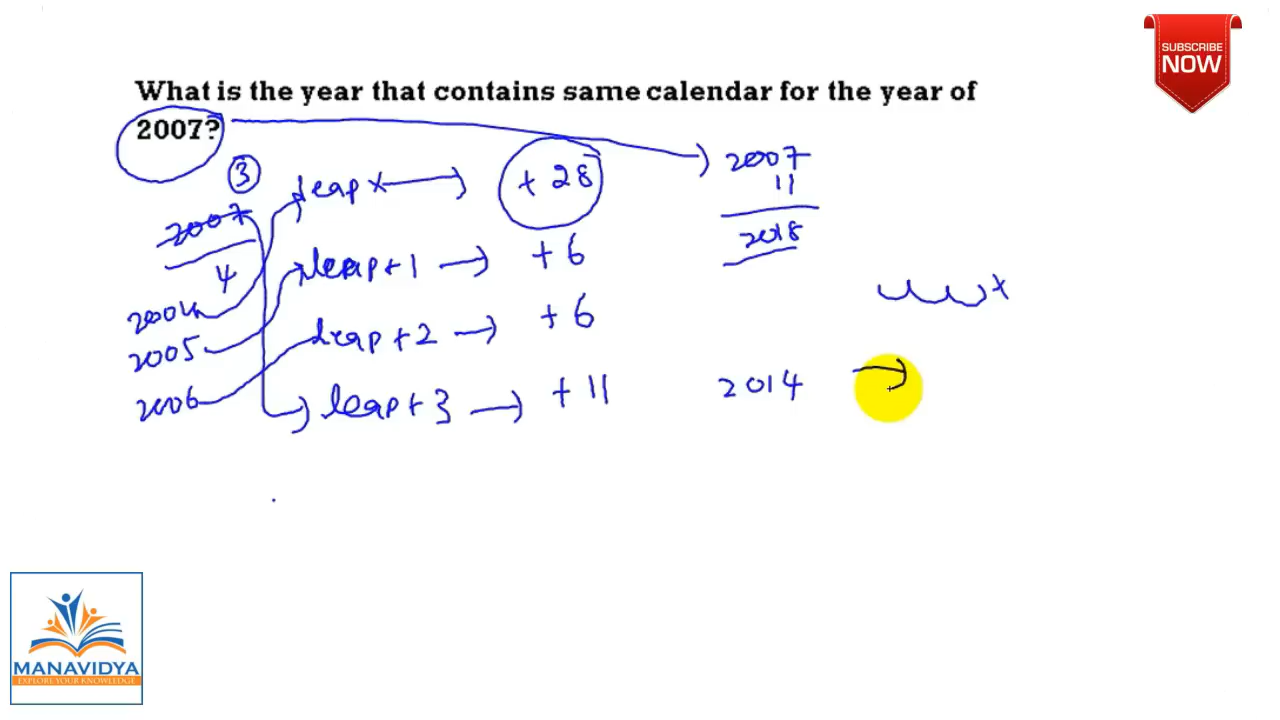 What is the year that contains same calendar for the year of
2007?
3
2007
4
2004
2005
2006
leap x → + 28
leap + 1 → + 6
leap + 2 → + 6
leap + 3 → + 11
2007
11
2018
2014
SUBSCRIBE
NOW
MANAVIDYA
EXPLORE YOUR KNOWLEDGE